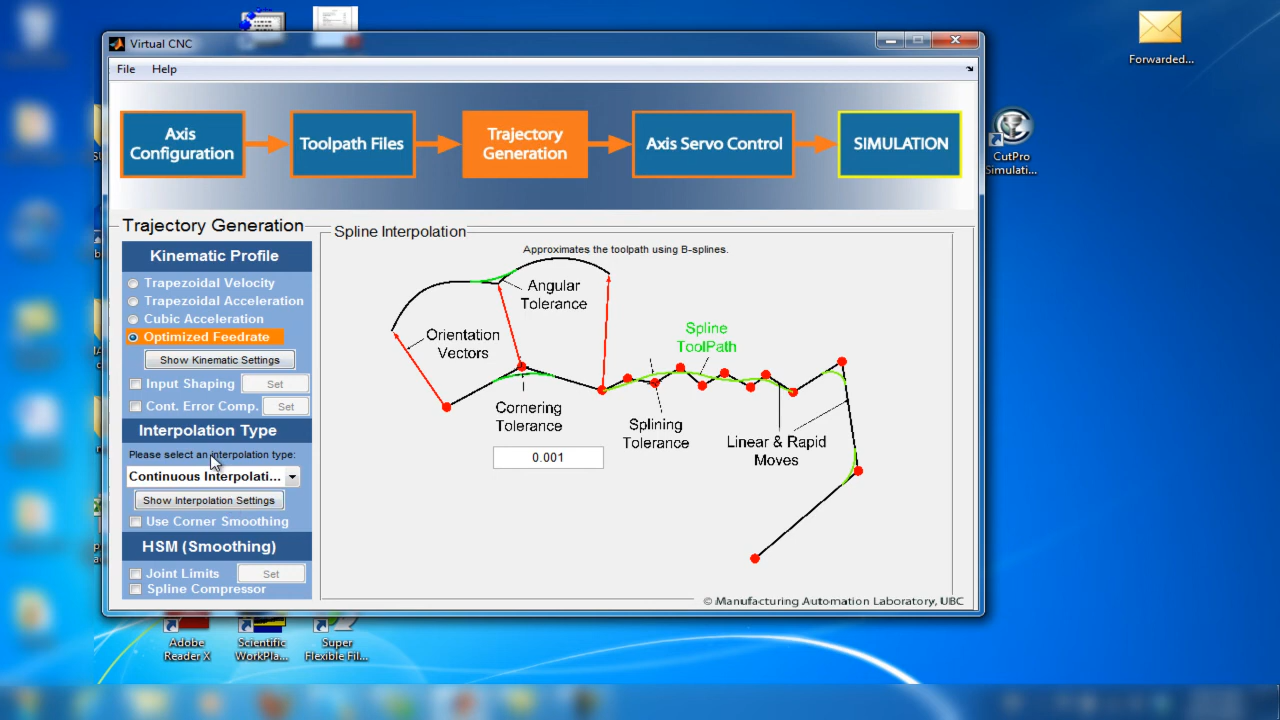 Virtual CNC
Forwarded...
File Help
Axis
Configuration
Toolpath Files
Trajectory
Generation
Axis Servo Control
SIMULATION
CutPro
Simulati...
Trajectory Generation
Kinematic Profile
Trapezoidal Velocity
Trapezoidal Acceleration
Cubic Acceleration
Optimized Feedrate
Show Kinematic Settings
Input Shaping Set
Cont. Error Comp. Set
Interpolation Type
Please select an interpolation type:
Continuous Interpolati...
Show Interpolation Settings
Use Corner Smoothing
HSM (Smoothing)
Joint Limits Set
Spline Compressor
Spline Interpolation
Approximates the toolpath using B-splines.
Angular
Tolerance
Orientation
Vectors
Spline
ToolPath
Cornering
Tolerance
0.001
Splining
Tolerance
Linear & Rapid
Moves
© Manufacturing Automation Laboratory, UBC
Adobe
Reader X
Scientific
WorkPla...
Super
Flexible Fil...